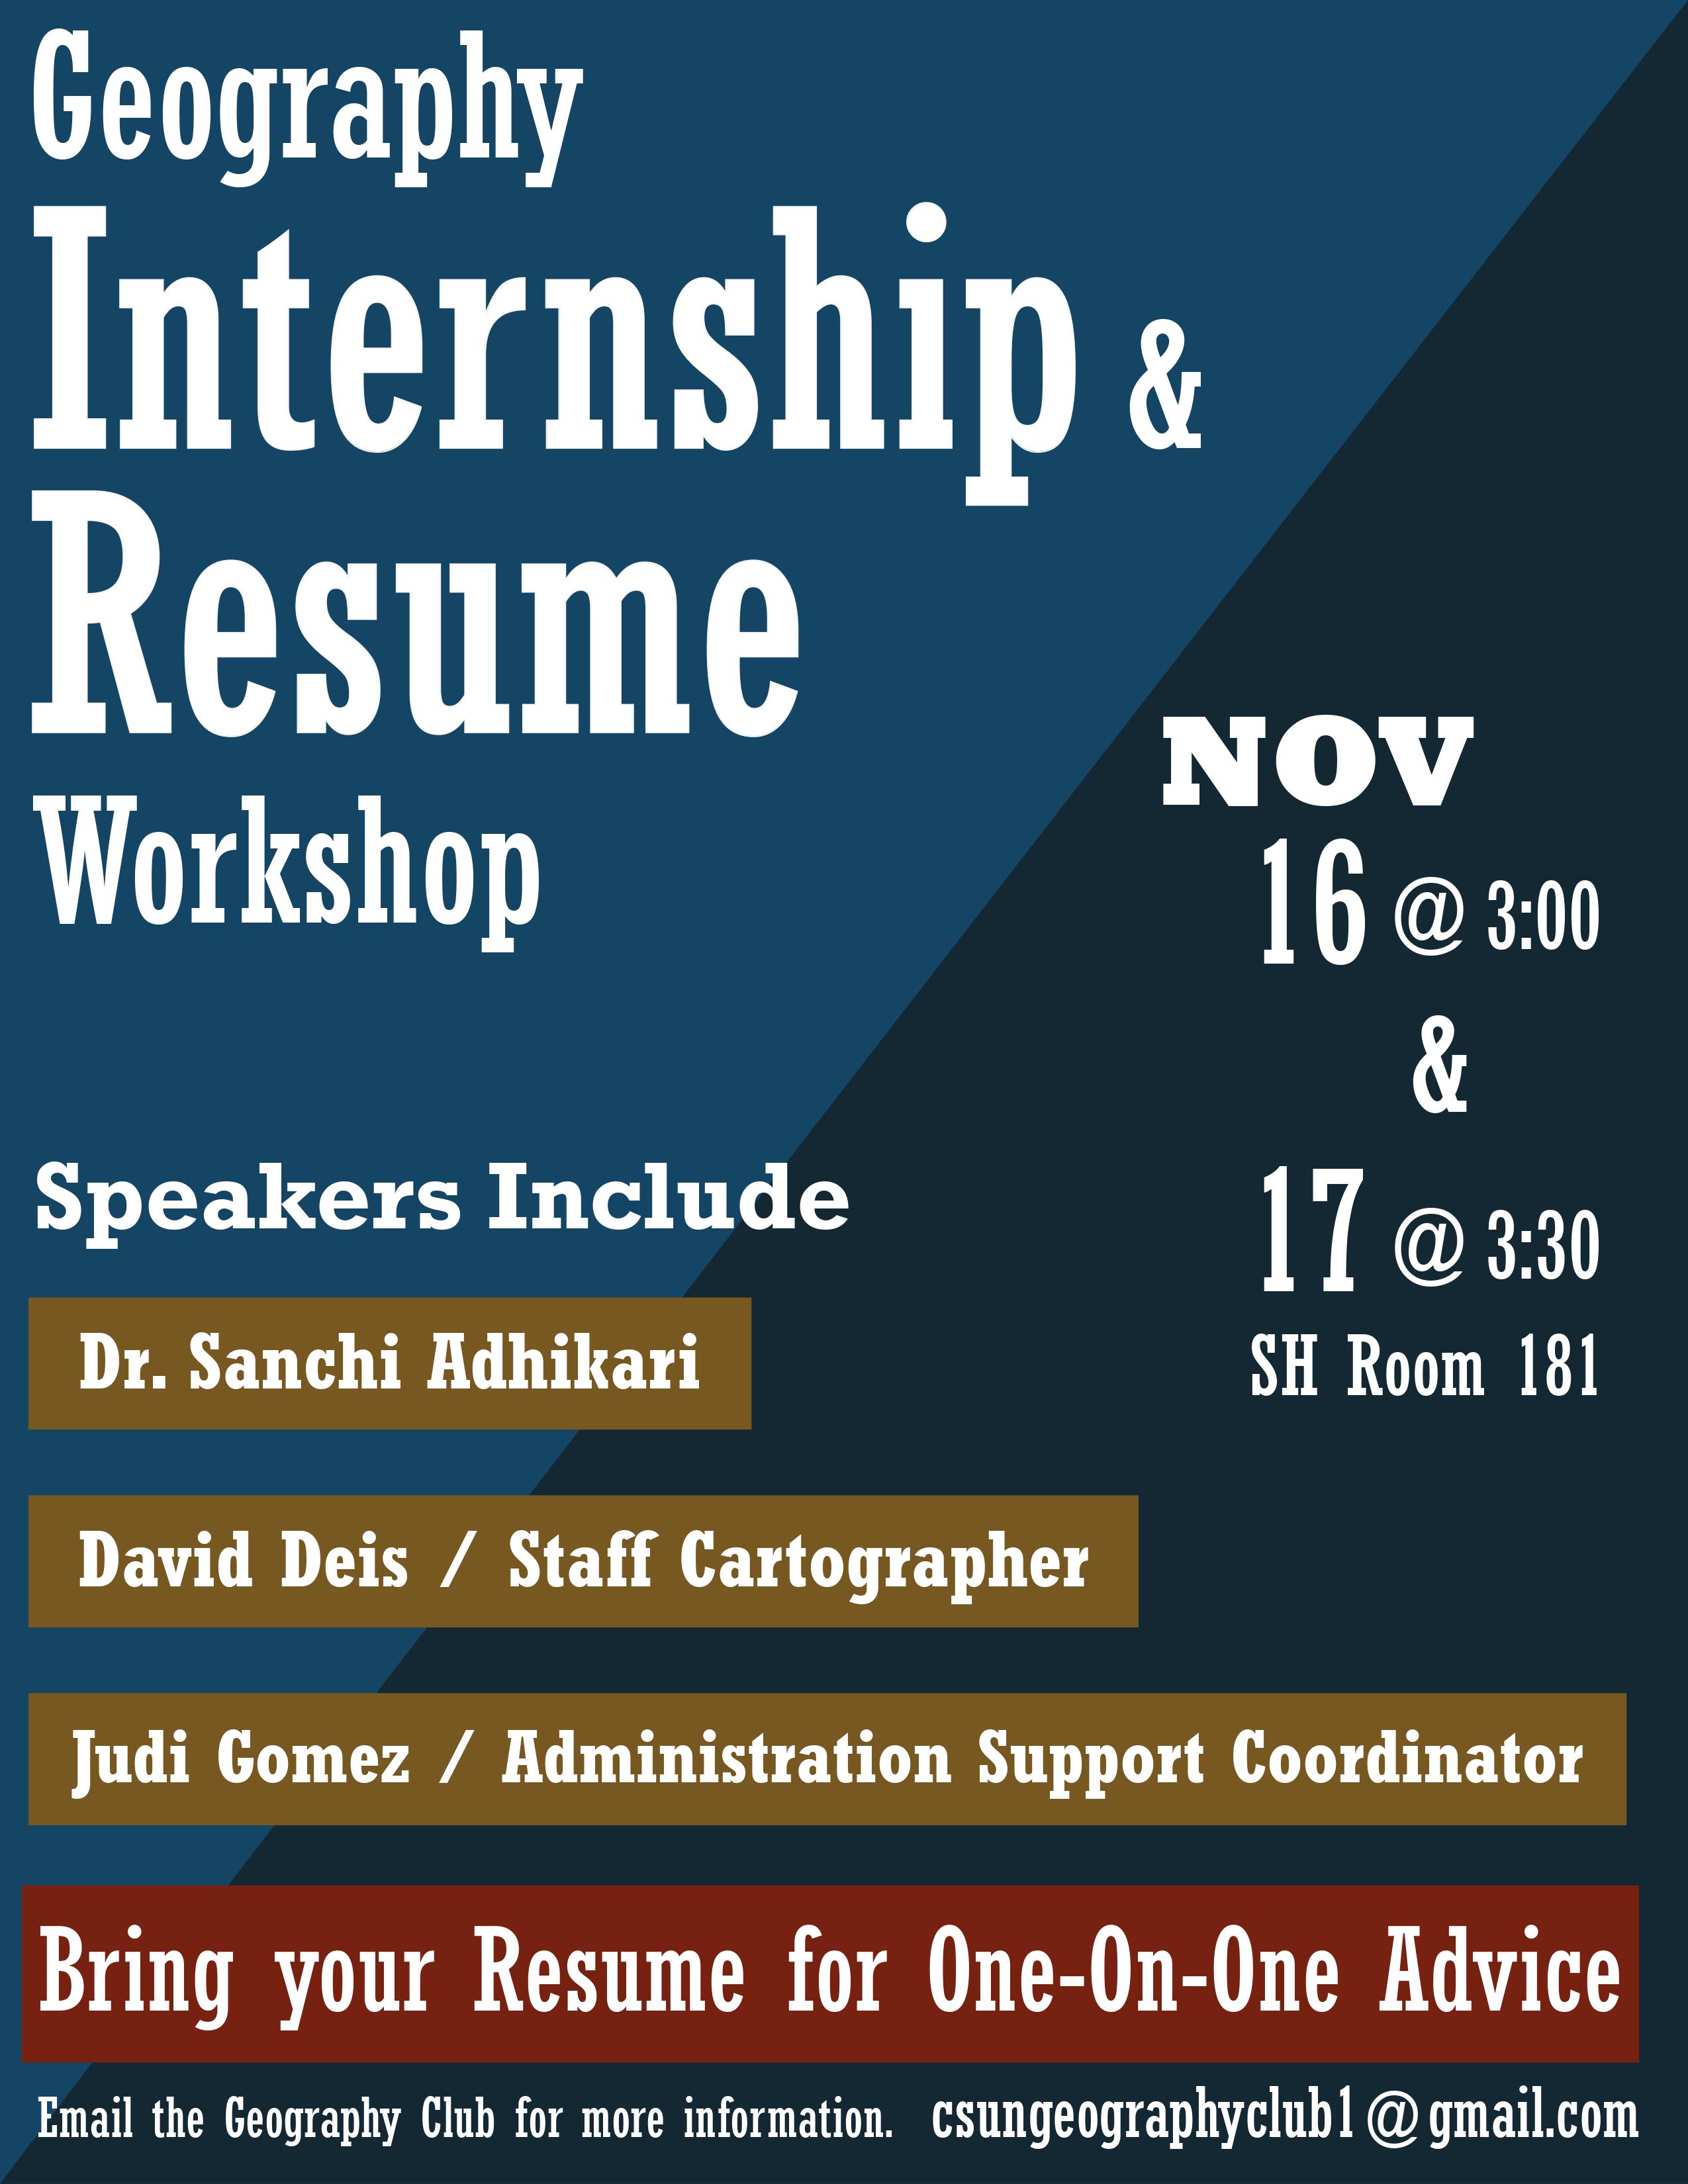 Geography
Internship &
Resume
Workshop
NOV
16 @ 3:00
&
17 @ 3:30
SH Room 181
Speakers Include
Dr. Sanchi Adhikari
David Deis / Staff Cartographer
Judi Gomez / Administration Support Coordinator
Bring your Resume for One-On-One Advice
Email the Geography Club for more information. csungeographyclub1@gmail.com